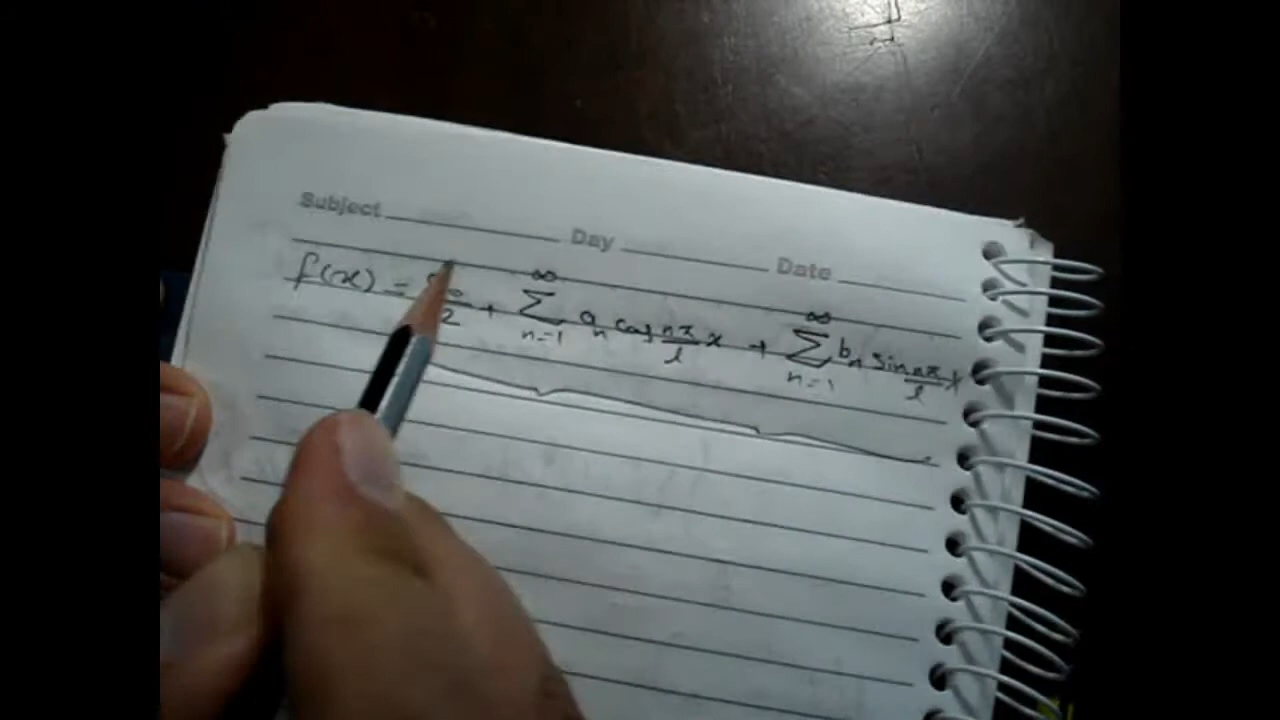 Subject Day Date
f(x) = a₀/2 + ∑_{n=1}^{∞} aₙ cos nπ/l x + ∑_{n=1}^{∞} bₙ sin nπ/l x